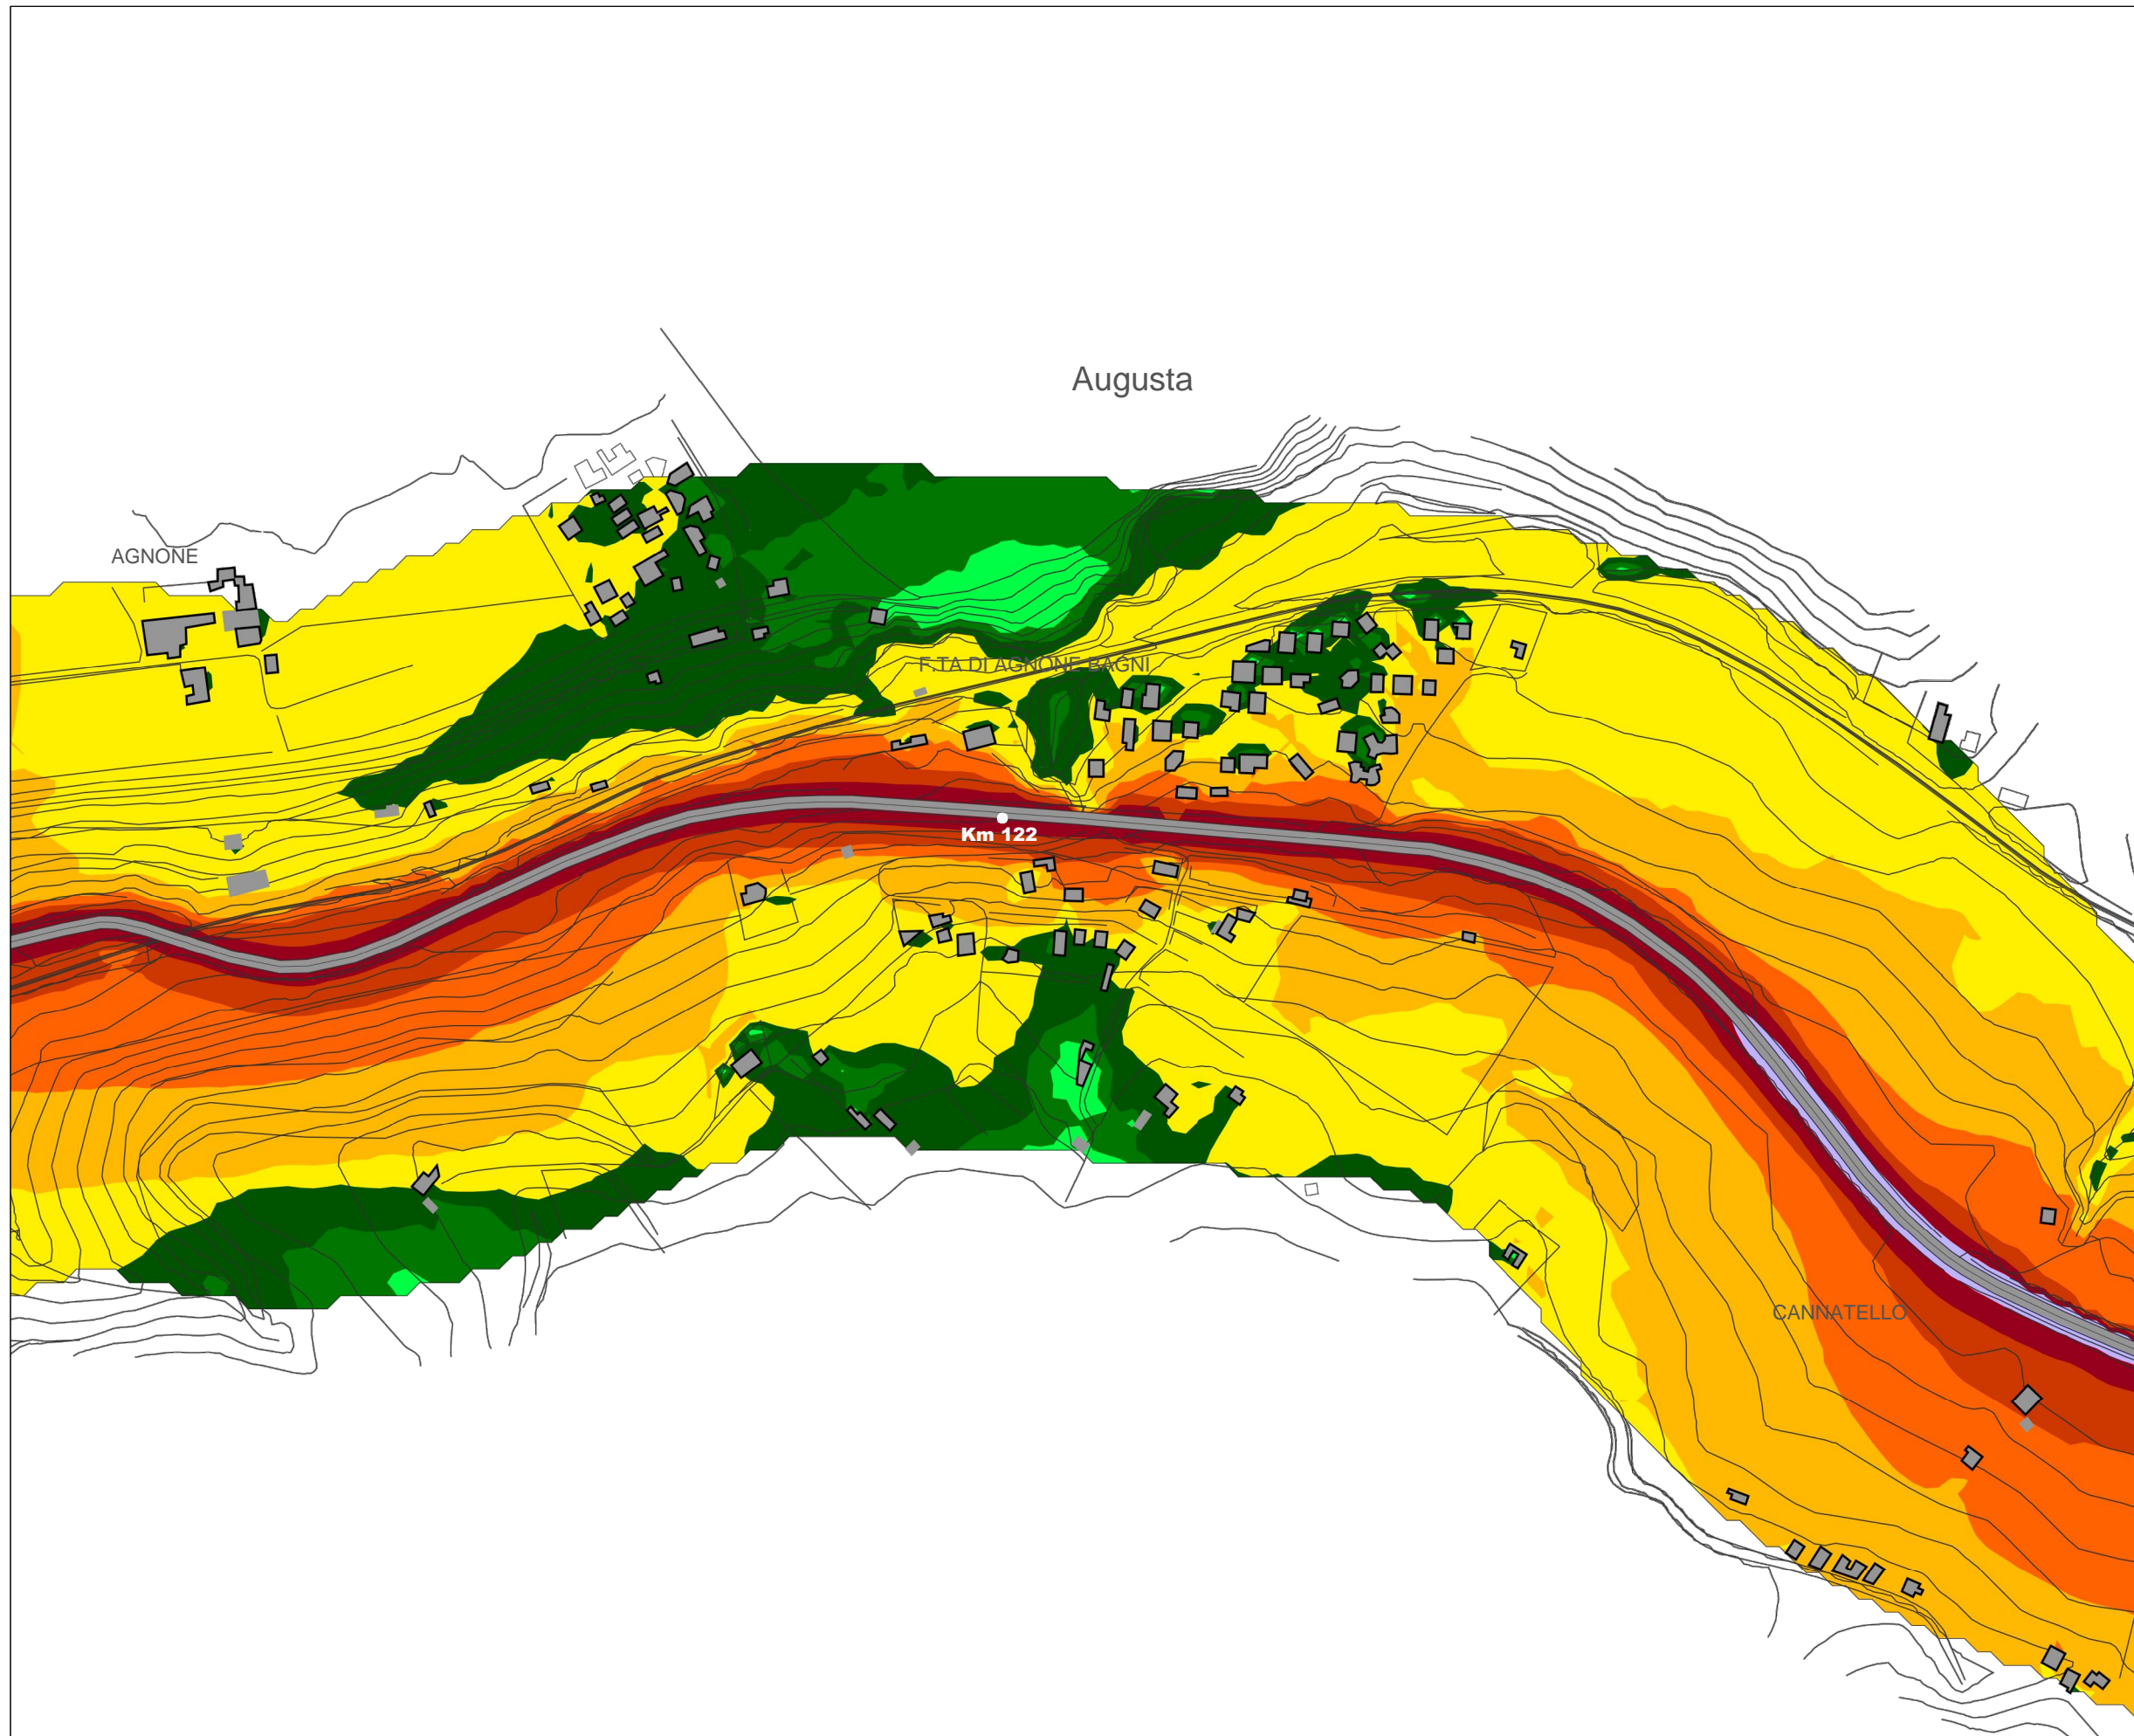 Augusta
AGNONE
F.TA DI AGNONE BAGNI
Km 122
CANNATELLO